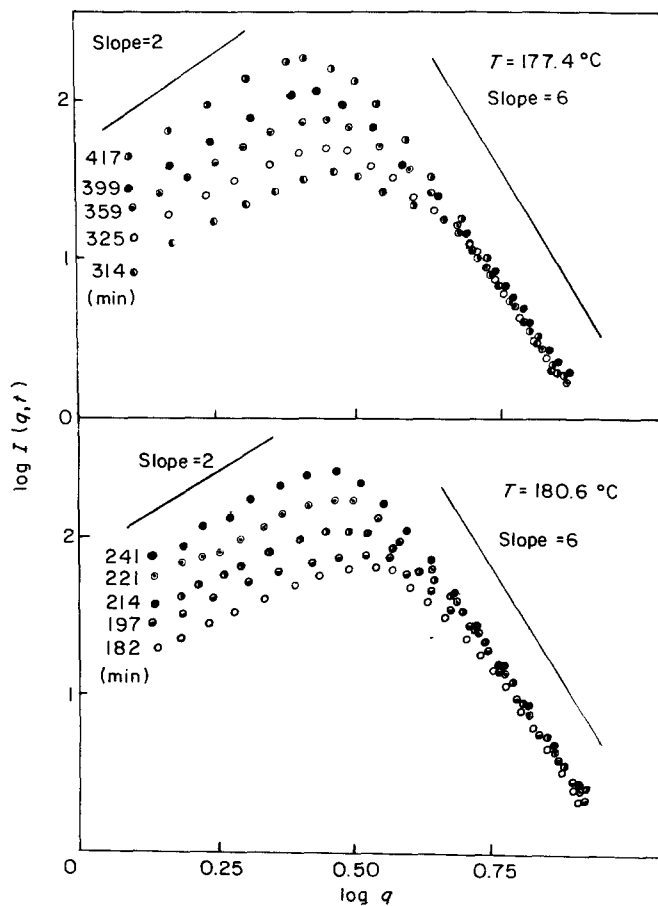 Slope=2
T = 177.4 °C
Slope = 6
2
417
399
359
1
325
314
(min)
0
log I (q,t)
Slope =2
T = 180.6 °C
Slope =6
2
241
221
214
197
182
(min)
1
0
0.25
0.50
0.75
log q